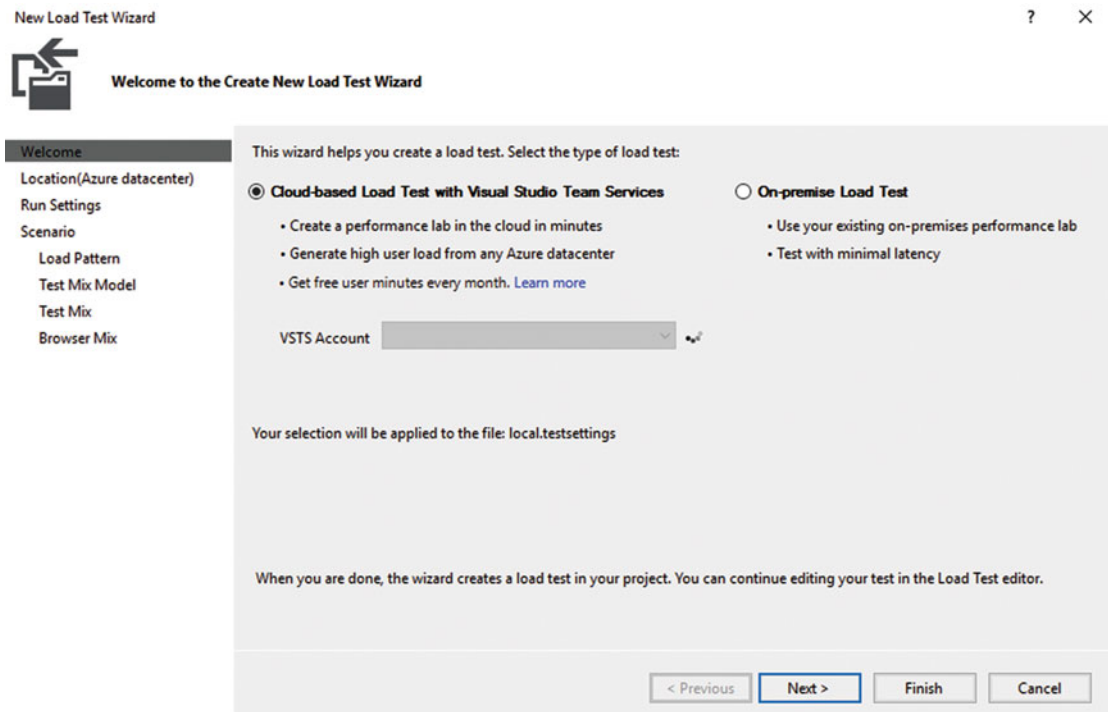 New Load Test Wizard
?
Welcome to the Create New Load Test Wizard
Welcome
Location(Azure datacenter)
Run Settings
Scenario
Load Pattern
Test Mix Model
Test Mix
Browser Mix
This wizard helps you create a load test. Select the type of load test:
Cloud-based Load Test with Visual Studio Team Services
• Create a performance lab in the cloud in minutes
• Generate high user load from any Azure datacenter
• Get free user minutes every month. Learn more
On-premise Load Test
• Use your existing on-premises performance lab
• Test with minimal latency
VSTS Account
Your selection will be applied to the file: local.testsettings
When you are done, the wizard creates a load test in your project. You can continue editing your test in the Load Test editor.
< Previous
Next >
Finish
Cancel